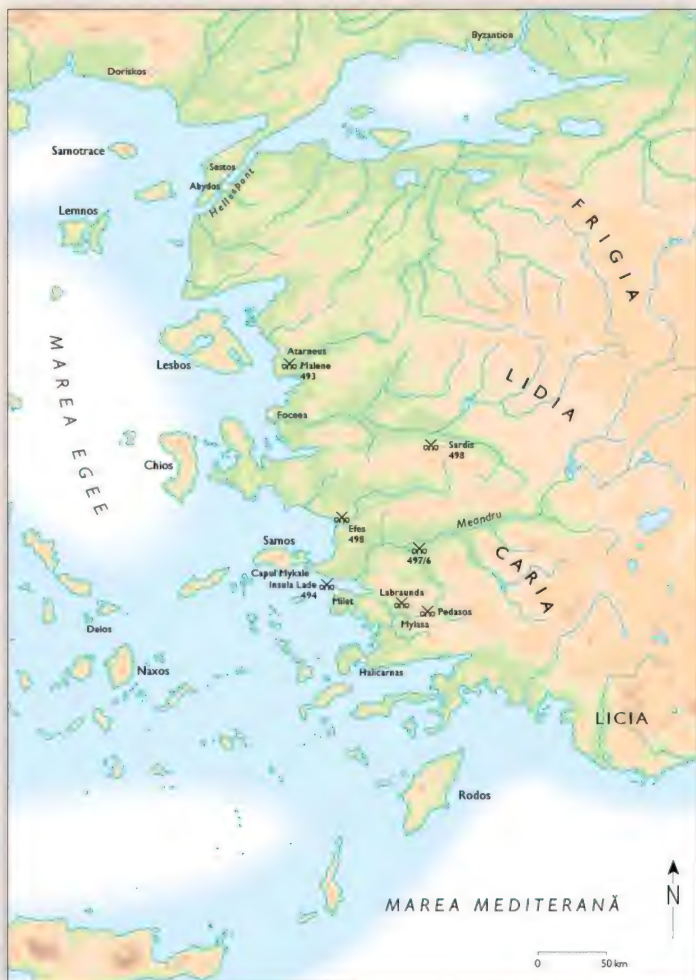 Byzantion
Doriskos
Samotrace
Sestos
Abydos
Hellespont
Lemnos
FRIGIA
MAREA EGEE
Lesbos
Atarneus
Malene
493
LIDIA
Foceea
Sardis
498
Chios
Efes
498
Meandru
497/6
CARIA
Samos
Capul Mykale
Insula Lade
494
Milet
Labraunda
Pedasos
Mylasa
Delos
Naxos
Halicarnas
LICIA
Rodos
MAREA MEDITERANĂ
N
0 50 km